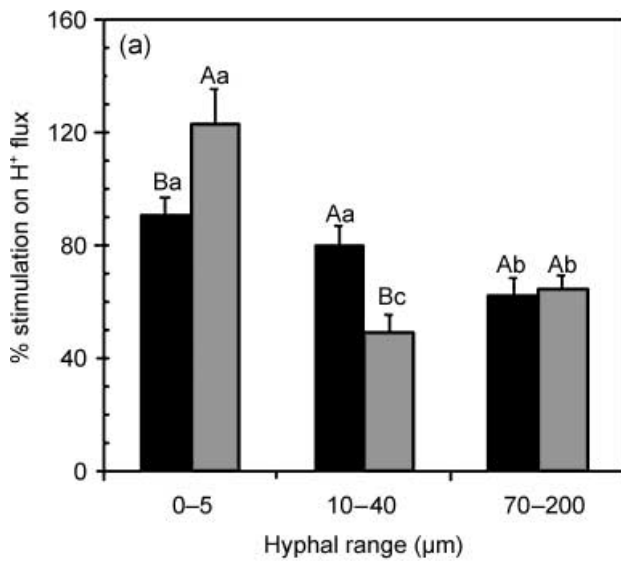 (a)
% stimulation on H⁺ flux
160
120
80
40
0
Ba
Aa
Aa
Bc
Ab
Ab
0–5
10–40
70–200
Hyphal range (µm)